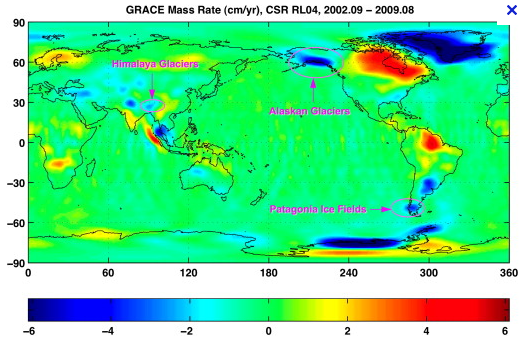 GRACE Mass Rate (cm/yr), CSR RL04, 2002.09 − 2009.08
90
60
30
0
−30
−60
−90
Himalaya Glaciers
Alaskan Glaciers
Patagonia Ice Fields
0 60 120 180 240 300 360
−6 −4 −2 0 2 4 6